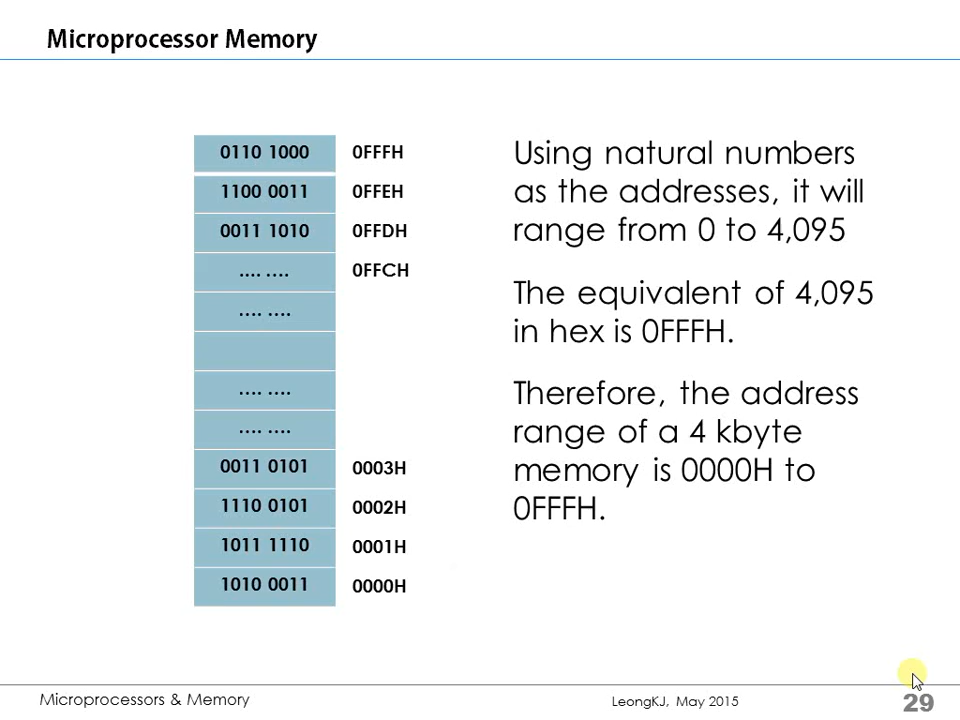 Microprocessor Memory
0110 1000 0FFFH
1100 0011 0FFEH
0011 1010 0FFDH
.... .... 0FFCH
.... ....
.... ....
.... ....
0011 0101 0003H
1110 0101 0002H
1011 1110 0001H
1010 0011 0000H
Using natural numbers
as the addresses, it will
range from 0 to 4,095
The equivalent of 4,095
in hex is 0FFFH.
Therefore, the address
range of a 4 kbyte
memory is 0000H to
0FFFH.
Microprocessors & Memory
LeongKJ, May 2015
29